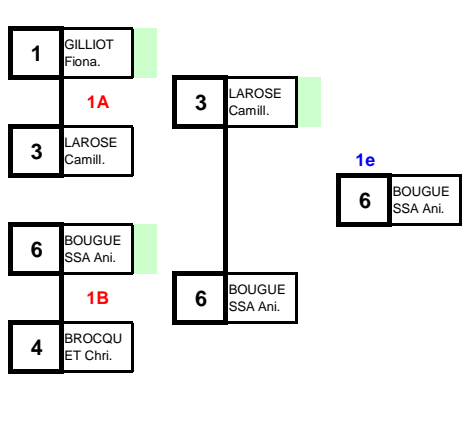 1
GILLIOT
Fiona.
1A
3
LAROSE
Camill.
6
BOUGUE
SSA Ani.
1B
4
BROCQU
ET Chri.
3
LAROSE
Camill.
6
BOUGUE
SSA Ani.
1e
6
BOUGUE
SSA Ani.